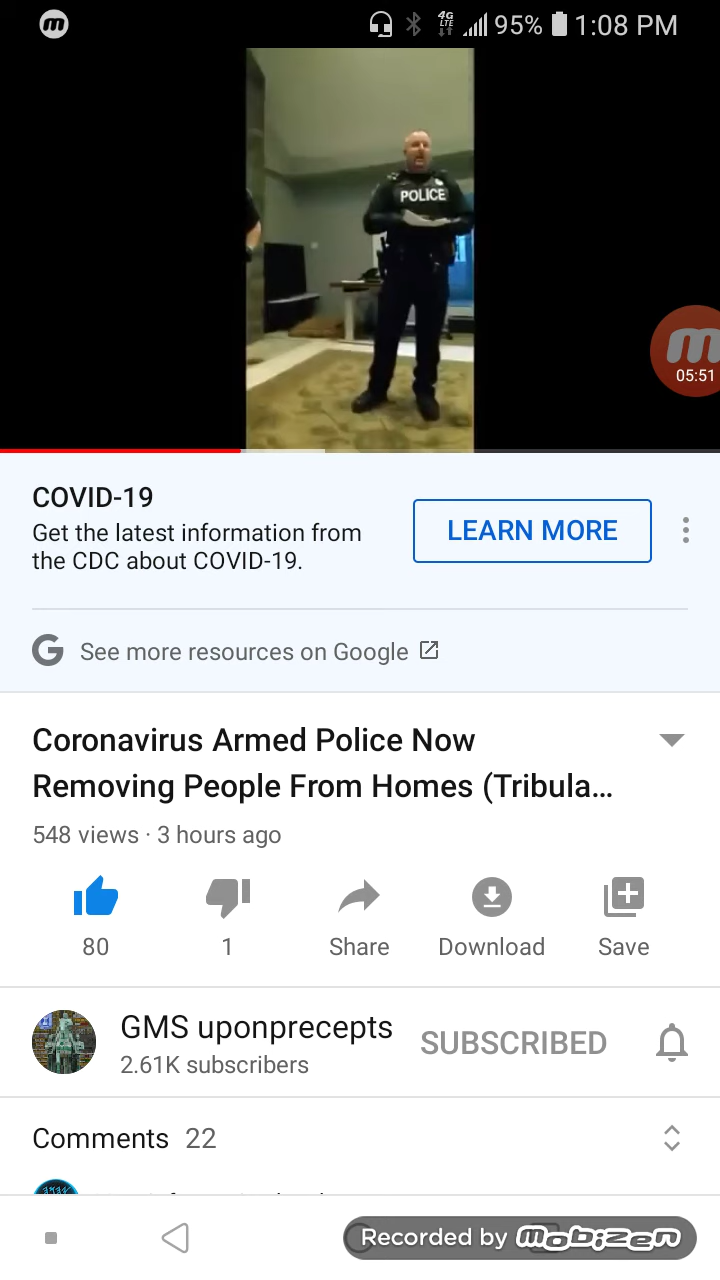 4G
LTE
95%
1:08 PM
POLICE
05:51
COVID-19
Get the latest information from
the CDC about COVID-19.
LEARN MORE
See more resources on Google
Coronavirus Armed Police Now
Removing People From Homes (Tribula...
548 views · 3 hours ago
80
1
Share
Download
Save
GMS uponprecepts
2.61K subscribers
SUBSCRIBED
Comments 22
Recorded by mobizen